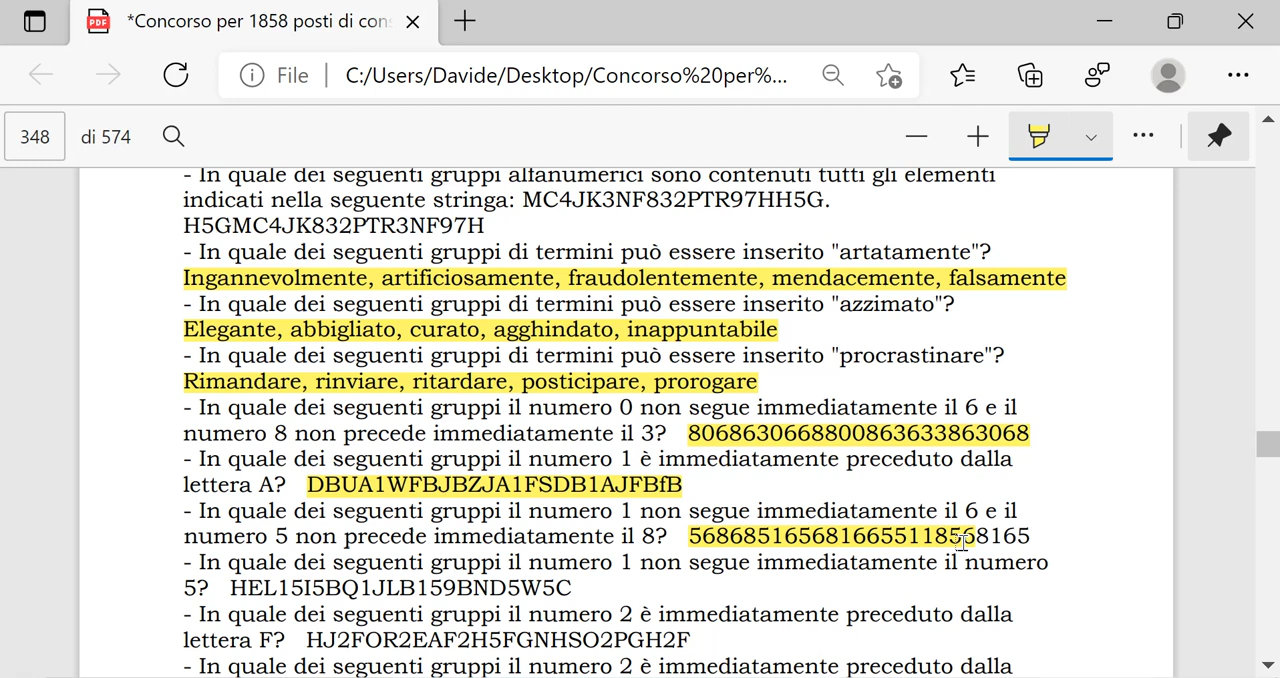 *Concorso per 1858 posti di con
File
C:/Users/Davide/Desktop/Concorso%20per%...
348 di 574
- In quale dei seguenti gruppi alfanumerici sono contenuti tutti gli elementi
indicati nella seguente stringa: MC4JK3NF832PTR97HH5G.
H5GMC4JK832PTR3NF97H
- In quale dei seguenti gruppi di termini può essere inserito "artatamente"?
Ingannevolmente, artificiosamente, fraudolentemente, mendacemente, falsamente
- In quale dei seguenti gruppi di termini può essere inserito "azzimato"?
Elegante, abbigliato, curato, agghindato, inappuntabile
- In quale dei seguenti gruppi di termini può essere inserito "procrastinare"?
Rimandare, rinviare, ritardare, posticipare, prorogare
- In quale dei seguenti gruppi il numero 0 non segue immediatamente il 6 e il
numero 8 non precede immediatamente il 3? 8068630668800863633863068
- In quale dei seguenti gruppi il numero 1 è immediatamente preceduto dalla
lettera A? DBUA1WFBJBZJA1FSDB1AJFBfB
- In quale dei seguenti gruppi il numero 1 non segue immediatamente il 6 e il
numero 5 non precede immediatamente il 8? 5686851656816655118568165
- In quale dei seguenti gruppi il numero 1 non segue immediatamente il numero
5? HEL15I5BQ1JLB159BND5W5C
- In quale dei seguenti gruppi il numero 2 è immediatamente preceduto dalla
lettera F? HJ2FOR2EAF2H5FGNHSO2PGH2F
- In quale dei seguenti gruppi il numero 2 è immediatamente preceduto dalla